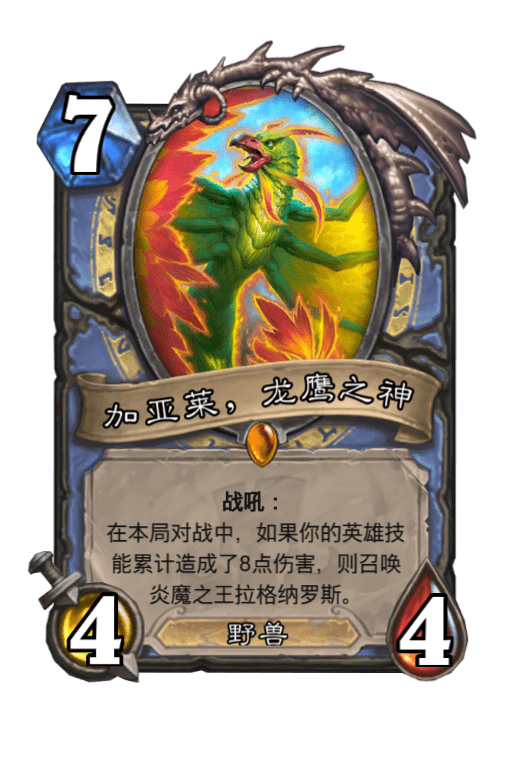 7
加亚莱，龙鹰之神
战吼：
在本局对战中，如果你的英雄技
能累计造成了8点伤害，则召唤
炎魔之王拉格纳罗斯。
4
野兽
4